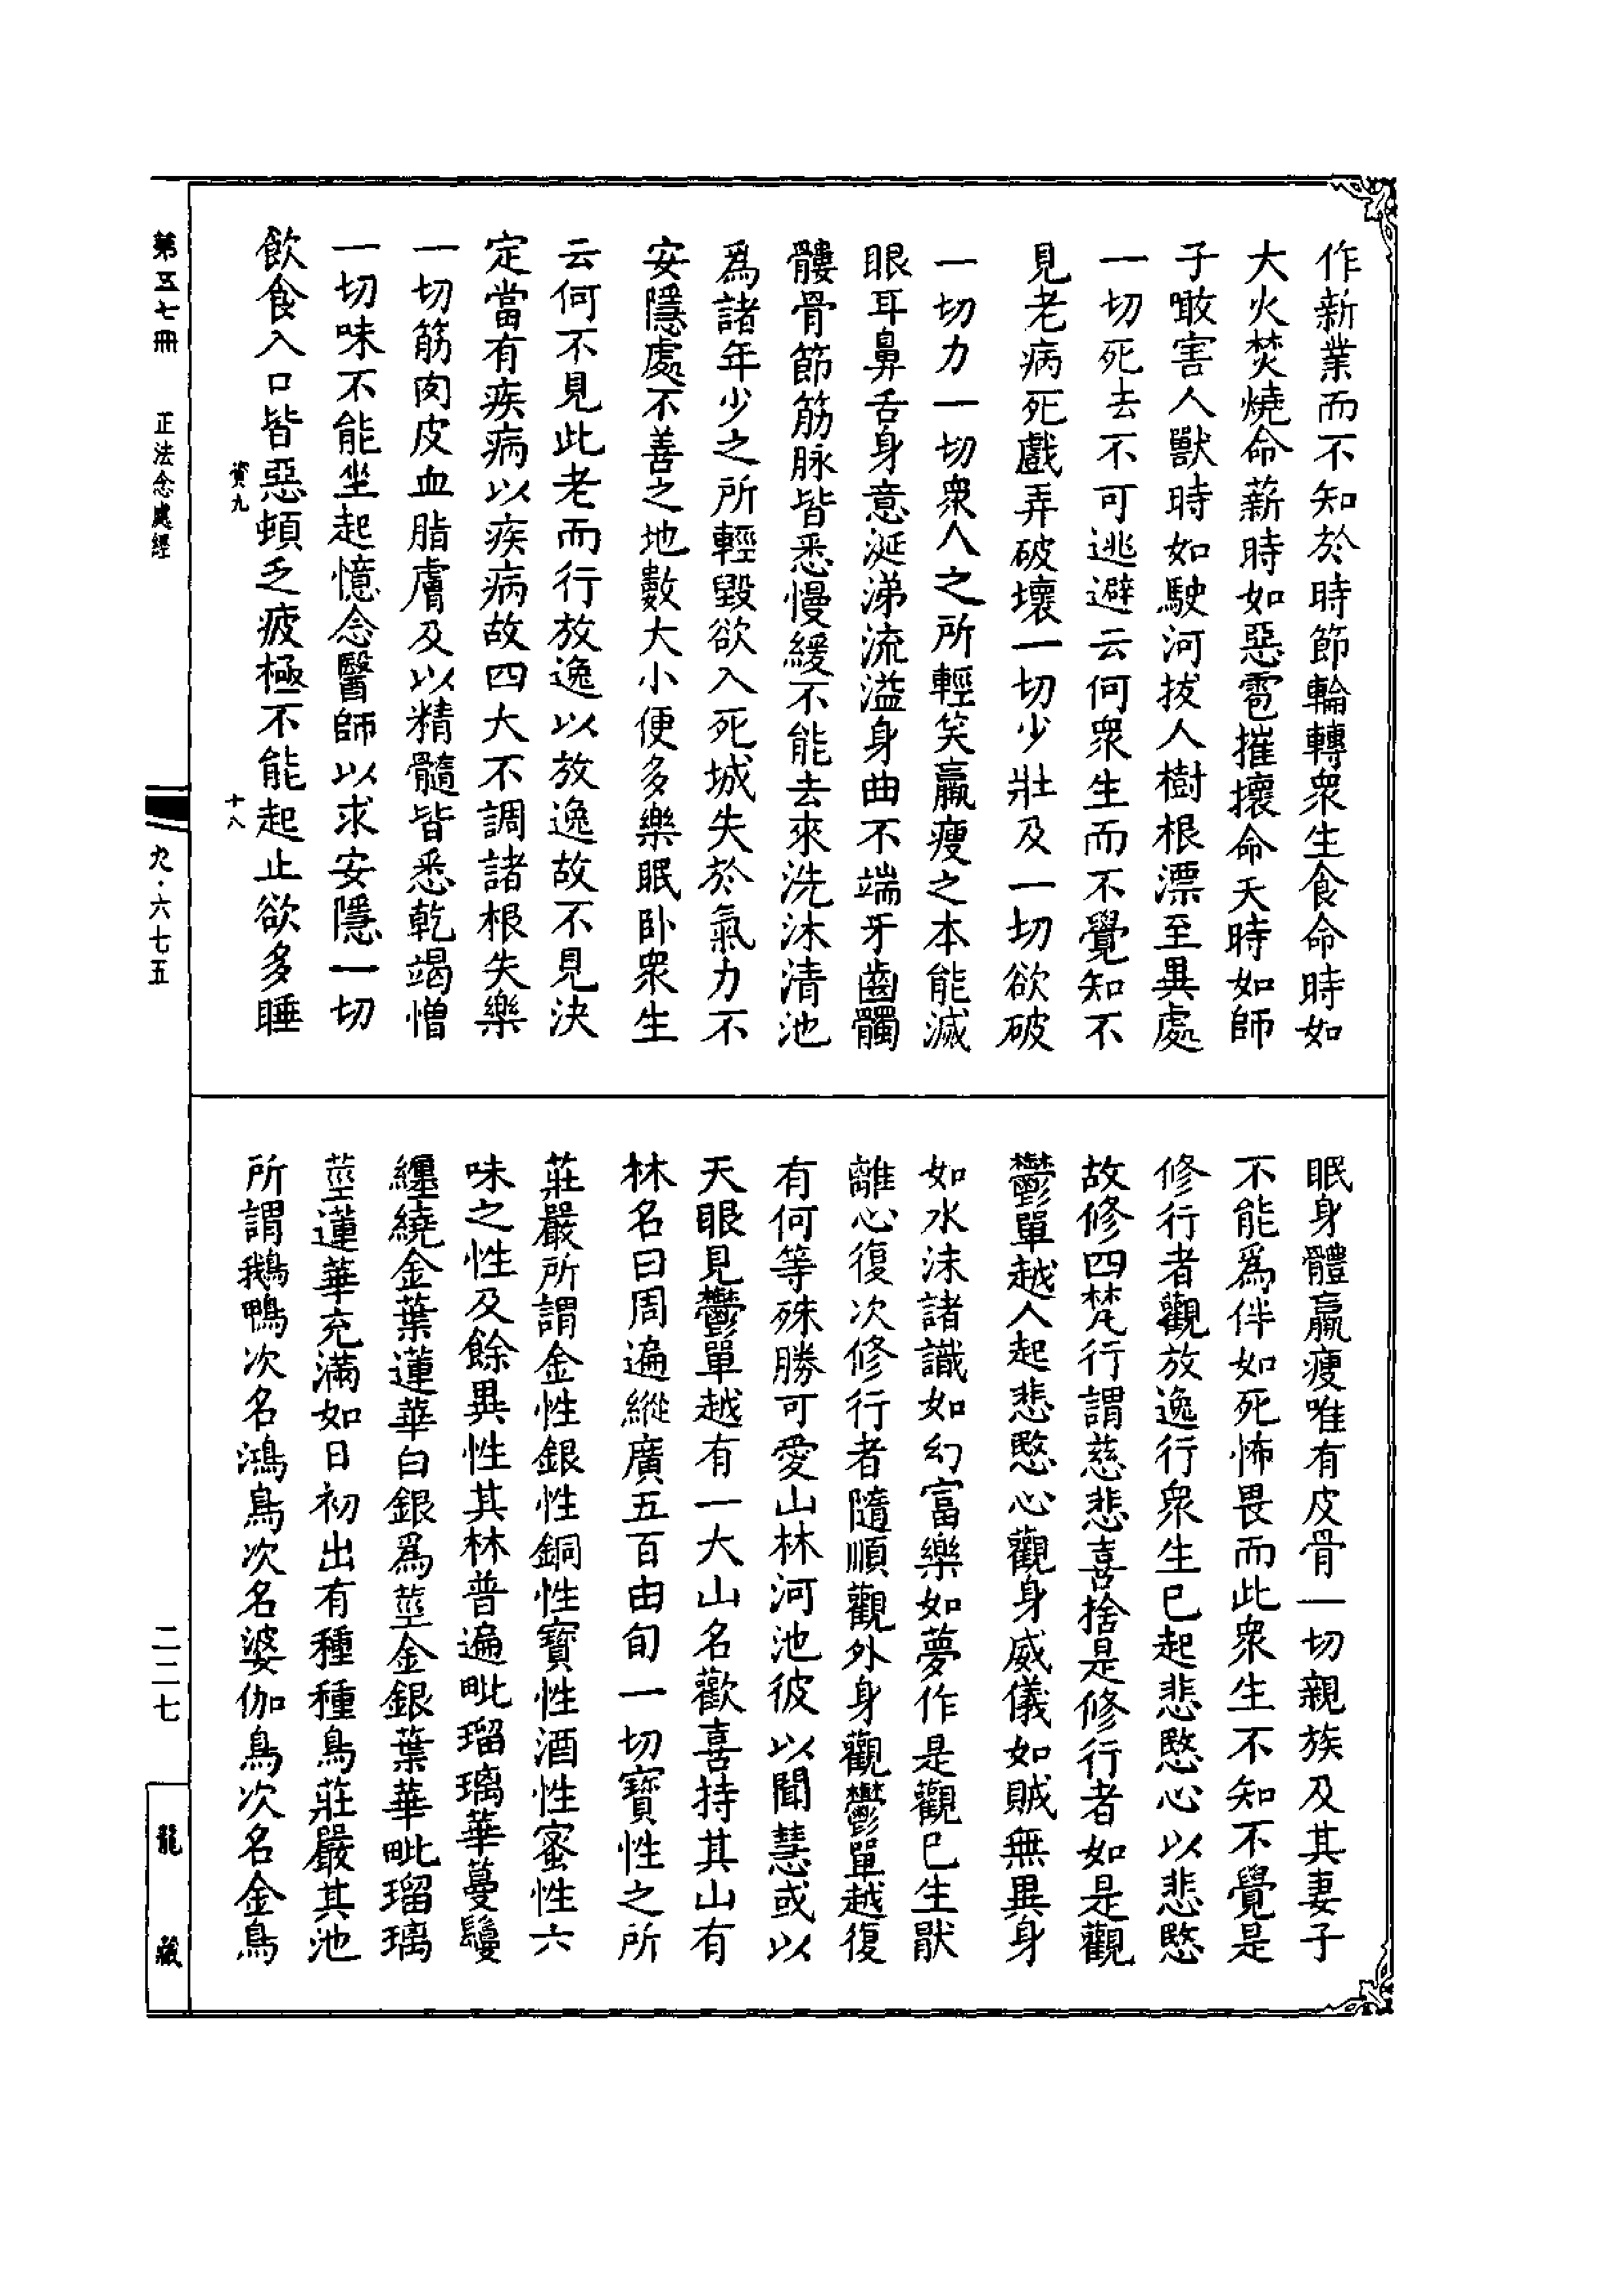 作新業而不知於時節輪轉衆生食命時如
大火焚燒命薪時如惡雹摧壞命夭時如師
子敢害人獸時如駛河拔人樹根漂至異處
一切死去不可逃避云何衆生而不覺知不
見老病死戲弄破壞一切少壯及一切欲破
一切力一切衆人之所輕笑羸瘦之本能滅
眼耳鼻舌身意涎涕流溢身曲不端牙齒髑
髏骨節筋脉皆悉慢緩不能去來洗沐清池
爲諸年少之所輕毀欲入死城失於氣力不
安隱處不善之地數大小便多樂眠卧衆生
云何不見此老而行放逸以放逸故不見決
定當有疾病以疾病故四大不調諸根失樂
一切筋肉皮血脂膚及以精髓皆悉乾竭憎
一切味不能坐起憶念醫師以求安隱一切
飲食入口皆惡頓乏疲極不能起止欲多睡
資九 十八
眠身體羸瘦唯有皮骨一切親族及其妻子
不能爲伴如死怖畏而此衆生不知不覺是
修行者觀放逸行衆生已起悲愍心以悲愍
故修四梵行謂慈悲喜捨是修行者如是觀
鬱單越人起悲愍心觀身威儀如賊無異身
如水沫諸識如幻富樂如夢作是觀已生厭
離心復次修行者隨順觀外身觀鬱單越復
有何等殊勝可愛山林河池彼以聞慧或以
天眼見鬱單越有一大山名歡喜持其山有
林名曰周遍縱廣五百由旬一切寶性之所
莊嚴所謂金性銀性銅性寶性酒性蜜性六
味之性及餘異性其林普遍毗瑠璃華蔓鬘
纏繞金葉蓮華白銀爲莖金銀葉華毗瑠璃
莖蓮華充滿如日初出有種種鳥莊嚴其池
所謂鵝鴨次名鴻鳥次名婆伽鳥次名金鳥
第五七冊 正法念處經
九·六七五
二二七
龍藏